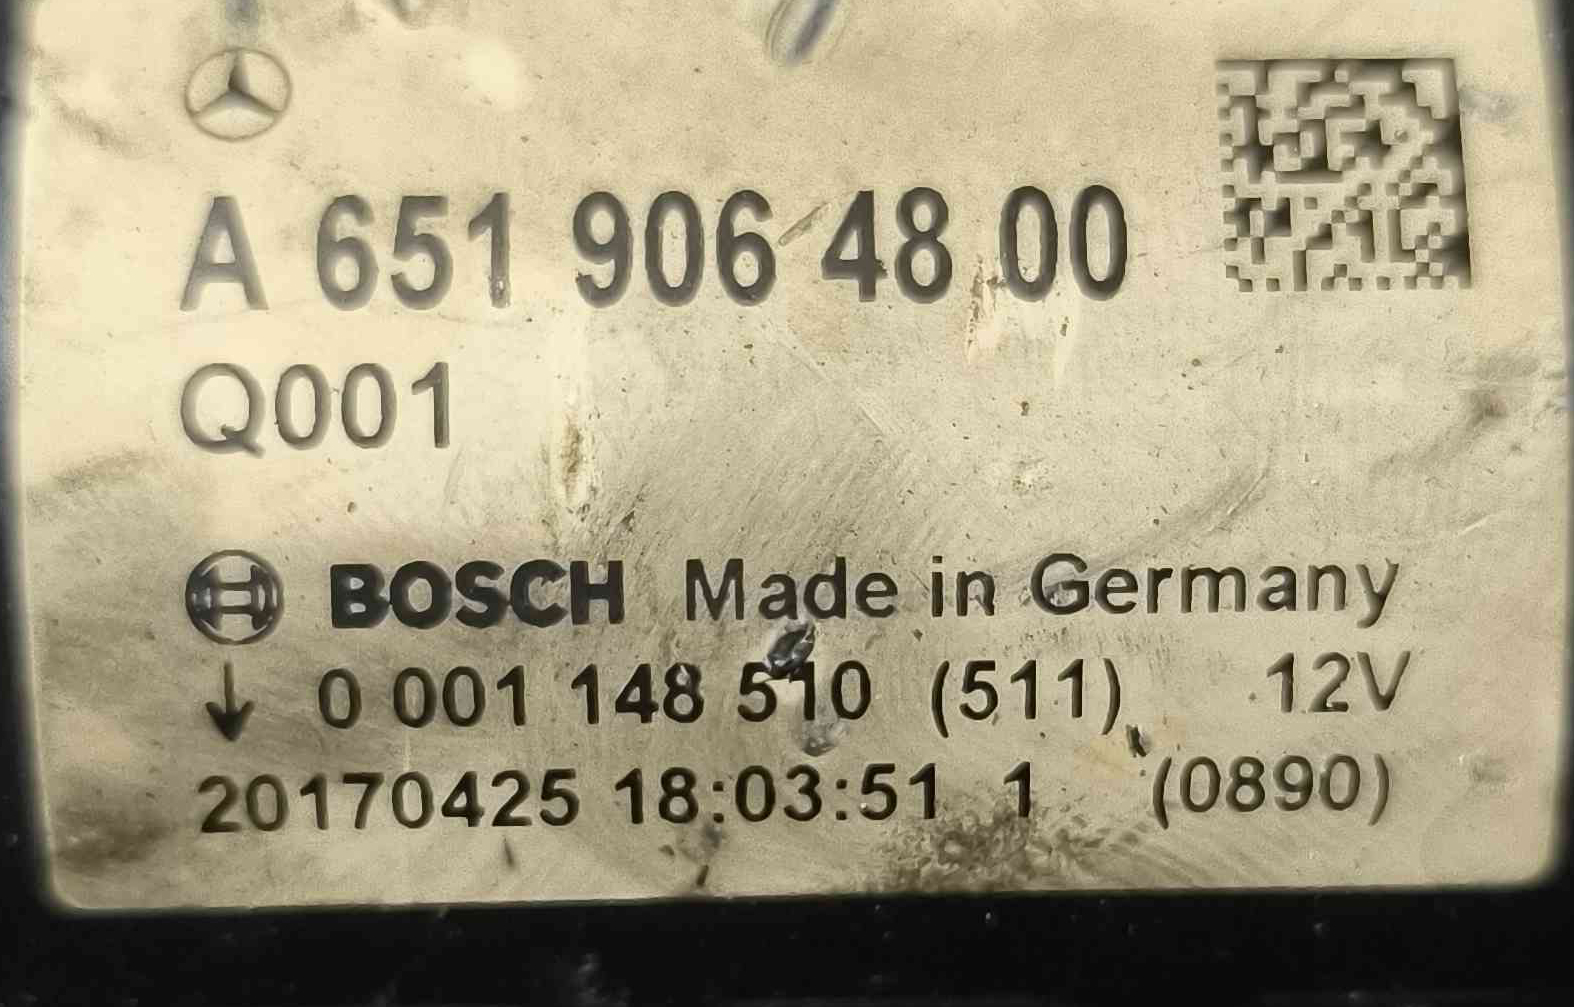 A 651 906 48 00
Q001
BOSCH Made in Germany
↓ 0 001 148 510 (511) 12V
20170425 18:03:51 1 (0890)